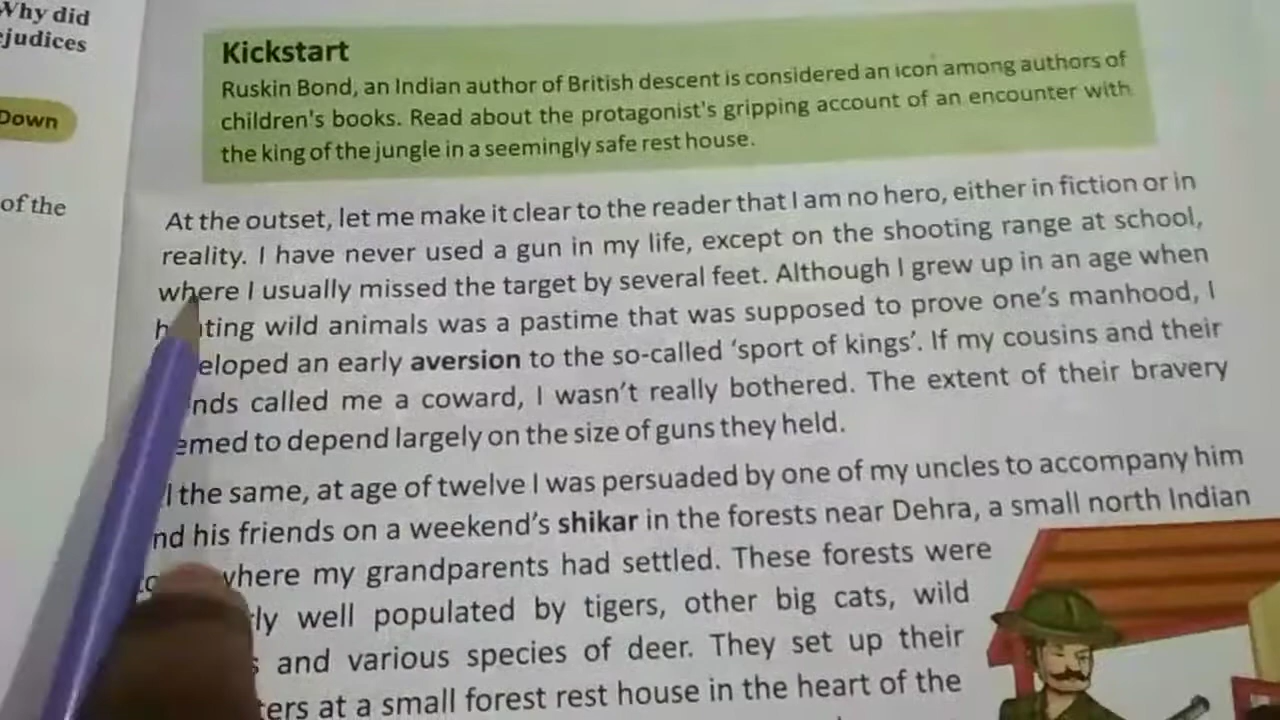 Why did
ejudices
Down
of the
Kickstart
Ruskin Bond, an Indian author of British descent is considered an icon among authors of
children's books. Read about the protagonist's gripping account of an encounter with
the king of the jungle in a seemingly safe rest house.
At the outset, let me make it clear to the reader that I am no hero, either in fiction or in
reality. I have never used a gun in my life, except on the shooting range at school,
where I usually missed the target by several feet. Although I grew up in an age when
h ting wild animals was a pastime that was supposed to prove one's manhood, I
eloped an early aversion to the so-called 'sport of kings'. If my cousins and their
nds called me a coward, I wasn't really bothered. The extent of their bravery
emed to depend largely on the size of guns they held.
l the same, at age of twelve I was persuaded by one of my uncles to accompany him
nd his friends on a weekend's shikar in the forests near Dehra, a small north Indian
where my grandparents had settled. These forests were
ly well populated by tigers, other big cats, wild
s and various species of deer. They set up their
ters at a small forest rest house in the heart of the